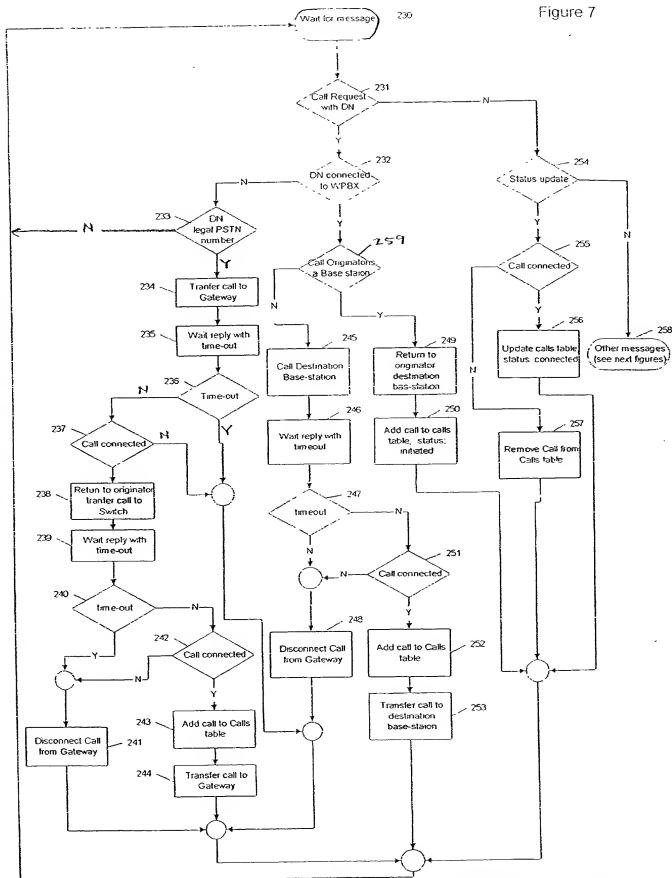 Figure 7
Wait for message
230
Call Request
with DN
231
N
Y
DN connected
to WPBX
232
N
Y
Status update
254
Y
N
DN
legal PSTN
number
233
N
Y
Call Originatons
a Base staion
259
N
Y
Call connected
255
Y
N
Tranfer call to
Gateway
234
Wait reply with
time-out
235
Call Destination
Base-station
245
Return to
originator
destination
bas-station
249
Update calls table,
status: connected
256
Other messages
(see next figures)
258
Time-out
236
N
Y
Wait reply with
timeout
246
Add call to calls
table, status:
initiated
250
Remove Call from
Calls table
257
Call connected
237
N
Y
Return to originator
tranfer call to
Switch
238
timeout
247
N
N
Wait reply with
time-out
239
Call connected
251
N
Y
time-out
240
N
Y
Call connected
242
N
Y
Disconnect Call
from Gateway
248
Add call to Calls
table
252
Disconnect Call
from Gateway
241
Add call to Calls
table
243
Transfer call to
destination
base-staion
253
Transfer call to
Gateway
244